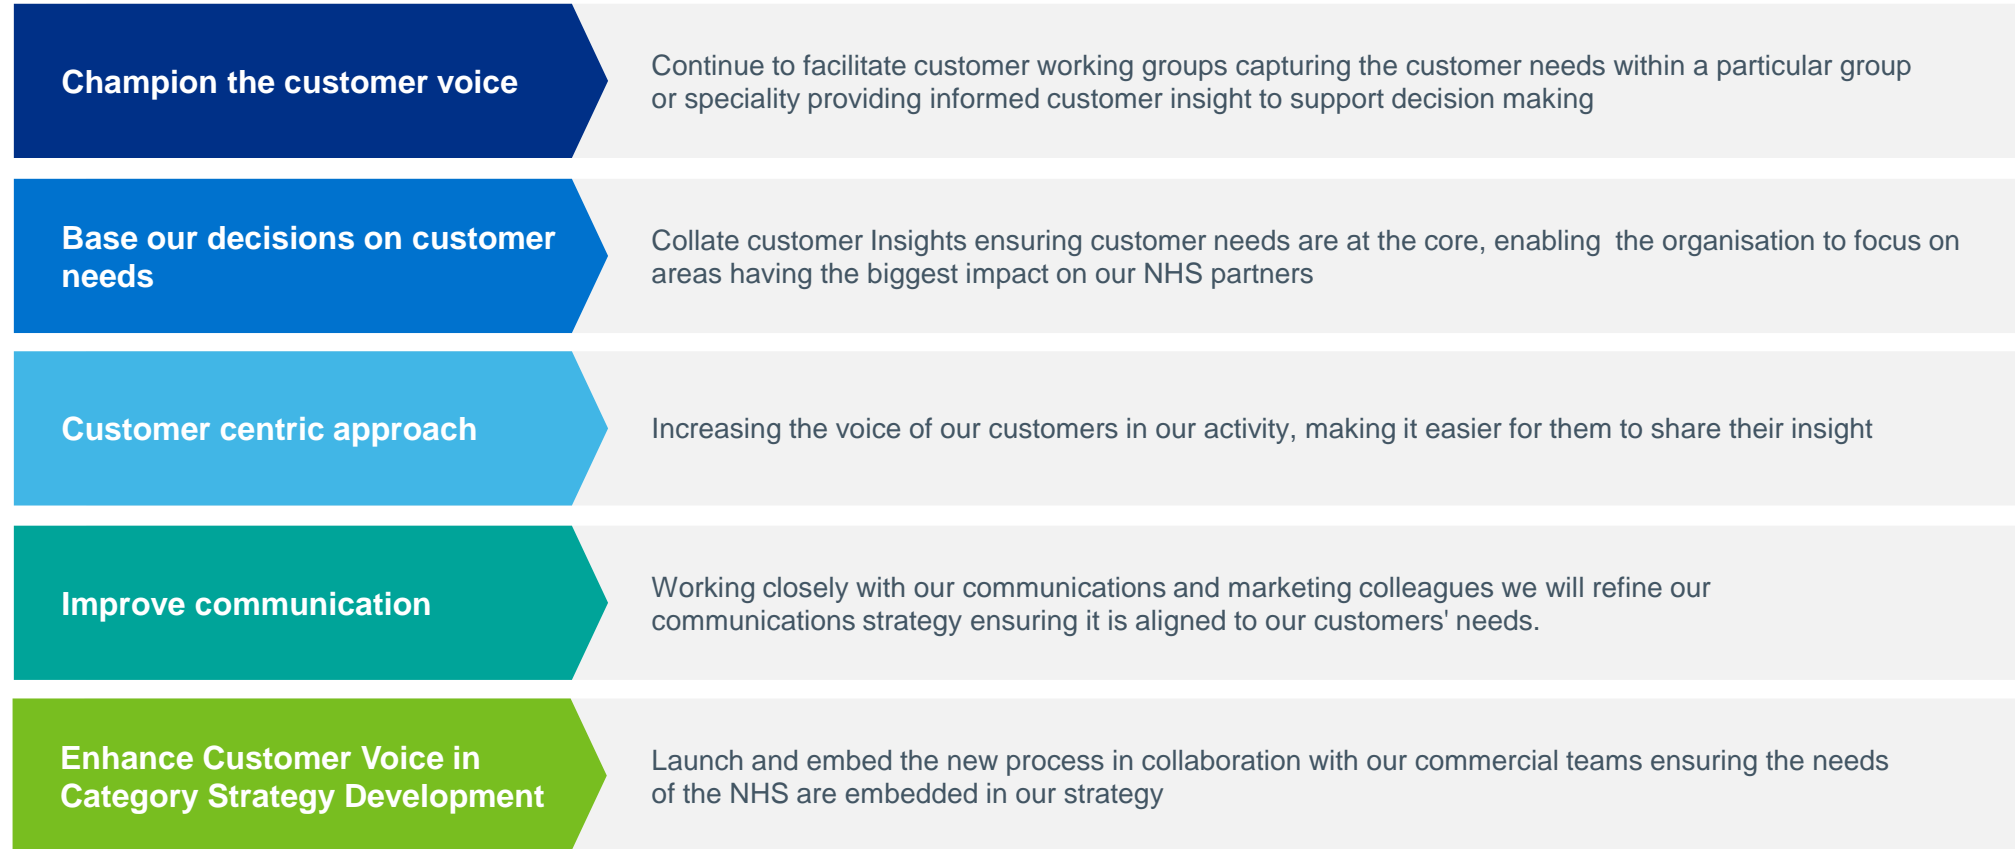 Champion the customer voice
Continue to facilitate customer working groups capturing the customer needs within a particular group
or speciality providing informed customer insight to support decision making
Base our decisions on customer
needs
Collate customer Insights ensuring customer needs are at the core, enabling  the organisation to focus on
areas having the biggest impact on our NHS partners
Customer centric approach
Increasing the voice of our customers in our activity, making it easier for them to share their insight
Improve communication
Working closely with our communications and marketing colleagues we will refine our
communications strategy ensuring it is aligned to our customers' needs.
Enhance Customer Voice in
Category Strategy Development
Launch and embed the new process in collaboration with our commercial teams ensuring the needs
of the NHS are embedded in our strategy